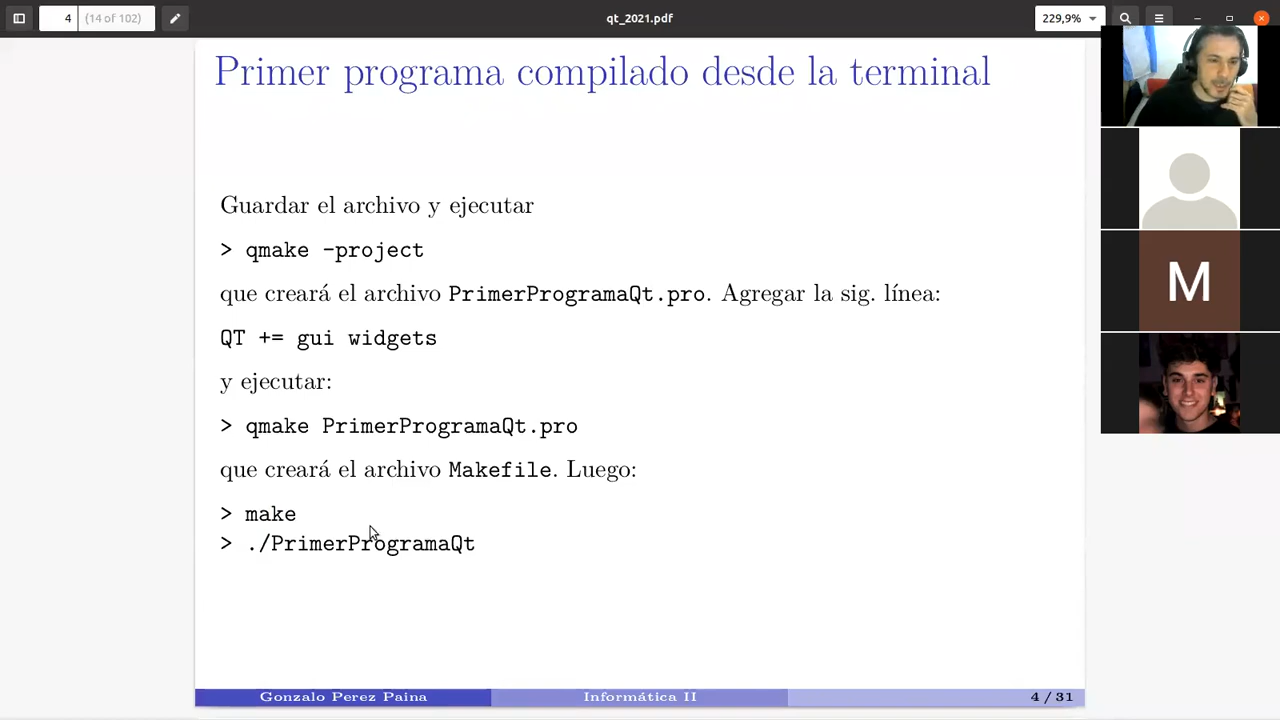 4
(14 of 102)
qt_2021.pdf
229,9%
Primer programa compilado desde la terminal
Guardar el archivo y ejecutar
> qmake -project
que creará el archivo PrimerProgramaQt.pro. Agregar la sig. línea:
QT += gui widgets
y ejecutar:
> qmake PrimerProgramaQt.pro
que creará el archivo Makefile. Luego:
> make
> ./PrimerProgramaQt
M
Gonzalo Perez Paina
Informática II
4 / 31